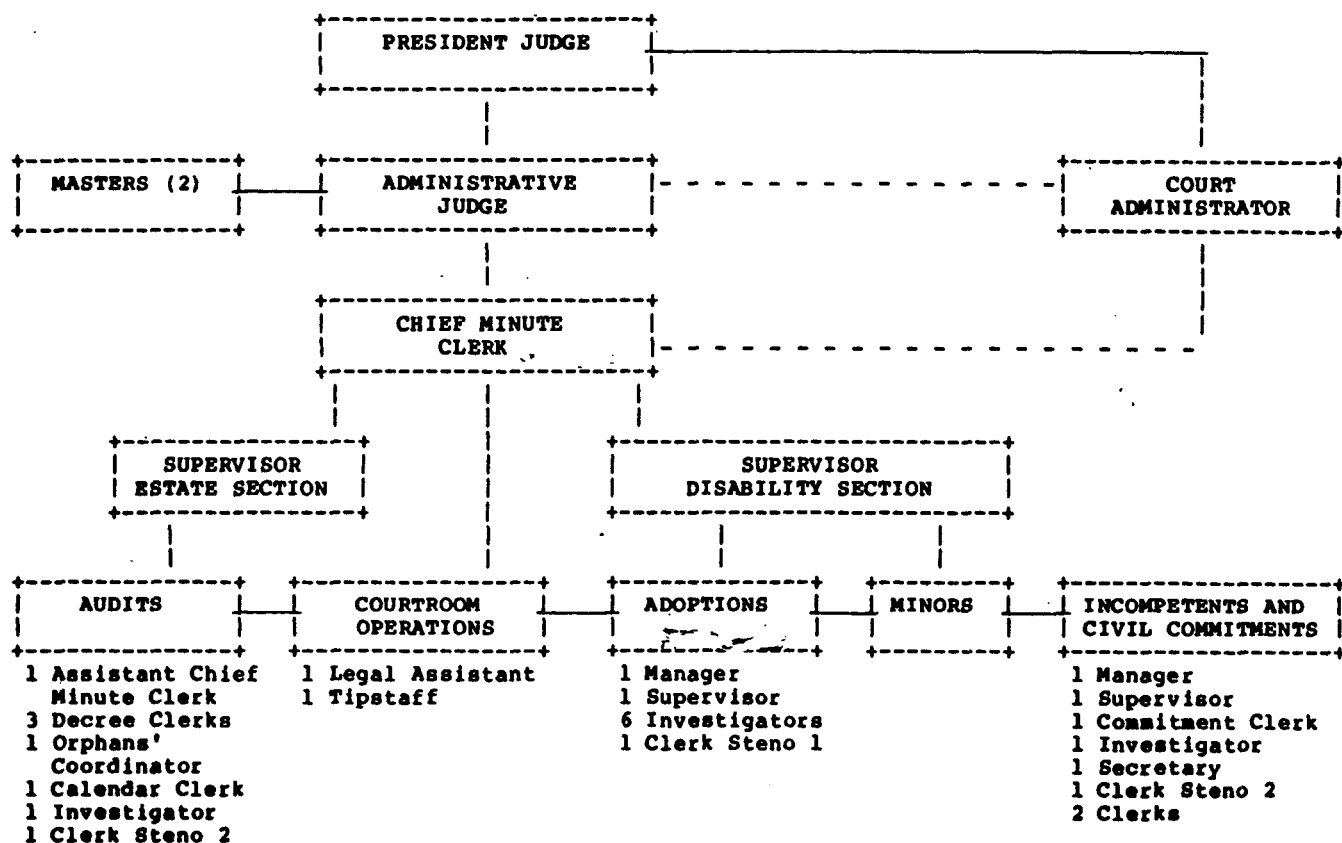 PRESIDENT JUDGE
MASTERS (2)
ADMINISTRATIVE
JUDGE
COURT
ADMINISTRATOR
CHIEF MINUTE
CLERK
SUPERVISOR
ESTATE SECTION
SUPERVISOR
DISABILITY SECTION
AUDITS
COURTROOM
OPERATIONS
ADOPTIONS
MINORS
INCOMPETENTS AND
CIVIL COMMITMENTS
1 Assistant Chief
Minute Clerk
3 Decree Clerks
1 Orphans'
Coordinator
1 Calendar Clerk
1 Investigator
1 Clerk Steno 2
1 Legal Assistant
1 Tipstaff
1 Manager
1 Supervisor
6 Investigators
1 Clerk Steno 1
1 Manager
1 Supervisor
1 Commitment Clerk
1 Investigator
1 Secretary
1 Clerk Steno 2
2 Clerks